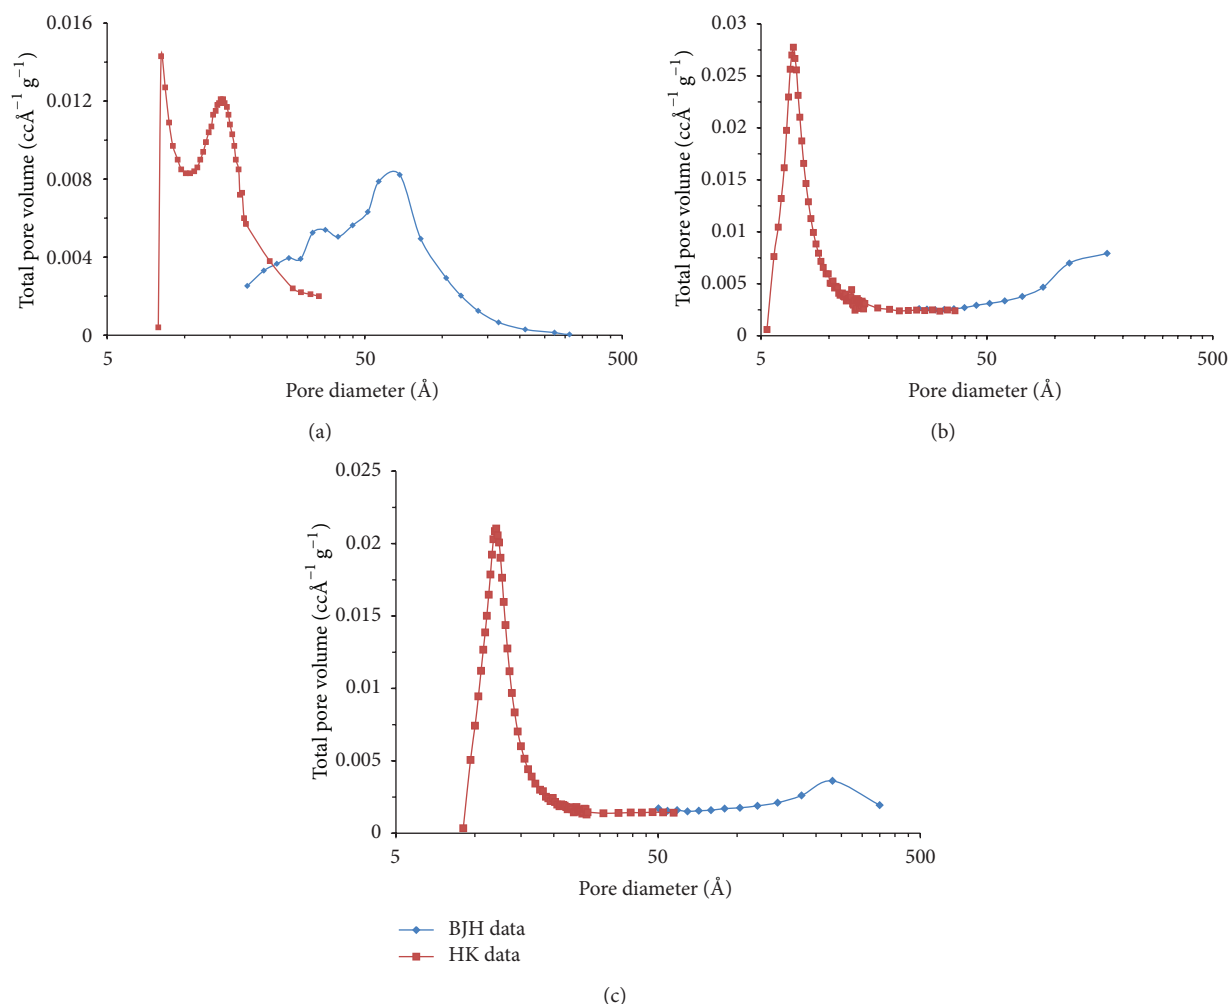 0.016
0.012
0.008
0.004
0
5
50
500
Total pore volume (ccÅ⁻¹ g⁻¹)
Pore diameter (Å)
(a)
0.03
0.025
0.02
0.015
0.01
0.005
0
5
50
500
Total pore volume (ccÅ⁻¹ g⁻¹)
Pore diameter (Å)
(b)
0.025
0.02
0.015
0.01
0.005
0
5
50
500
Total pore volume (ccÅ⁻¹ g⁻¹)
Pore diameter (Å)
BJH data
HK data
(c)